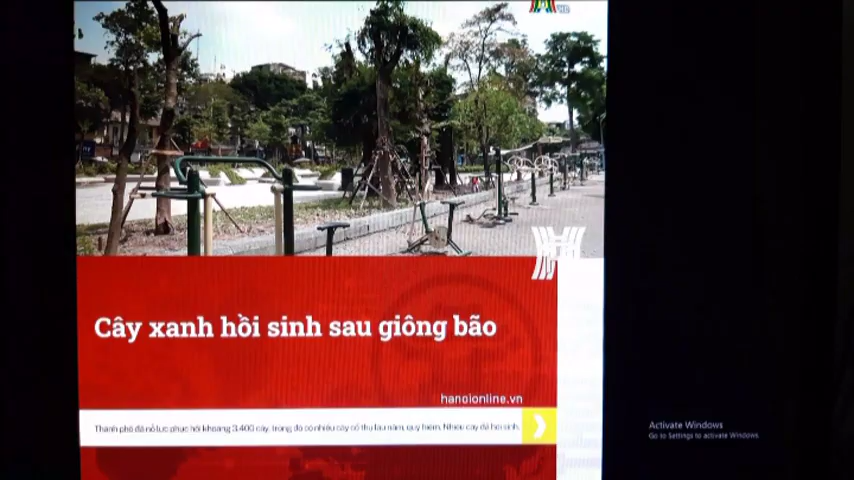 HD
Cây xanh hồi sinh sau giông bão
hanoionline.vn
Thành phố đã nỗ lực phục hồi khoảng 3.400 cây, trong đó có nhiều cây cổ thụ lâu năm, quý hiếm. Nhiều cây đã hồi sinh.
Activate Windows
Go to Settings to activate Windows.